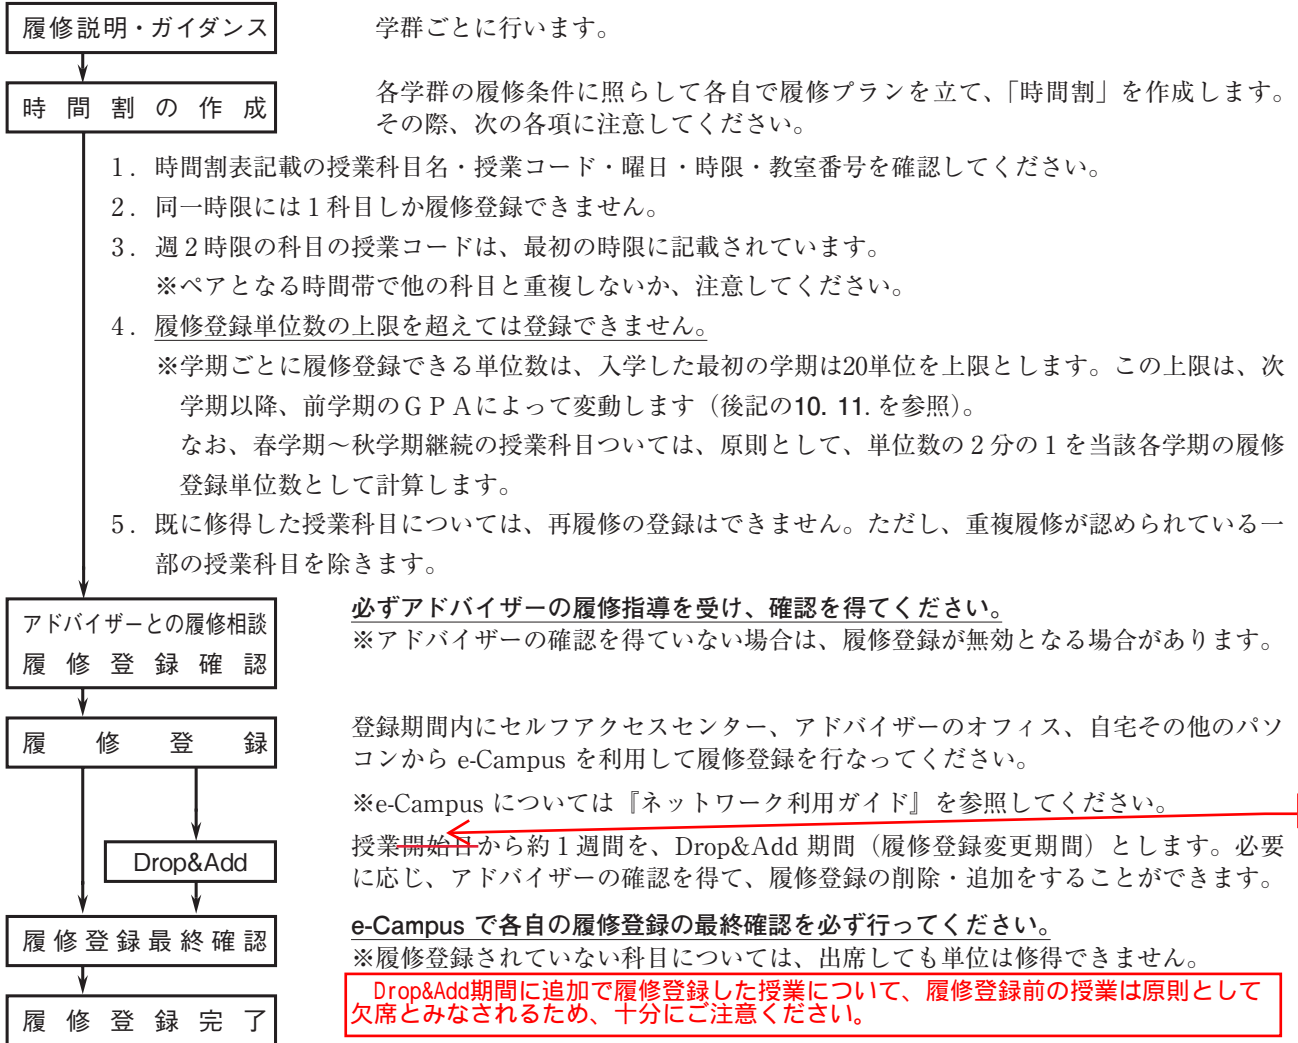 履修説明・ガイダンス
学群ごとに行います。
時間割の作成
各学群の履修条件に照らして各自で履修プランを立て、「時間割」を作成します。
その際、次の各項に注意してください。
1．時間割表記載の授業科目名・授業コード・曜日・時限・教室番号を確認してください。
2．同一時限には１科目しか履修登録できません。
3．週２時限の科目の授業コードは、最初の時限に記載されています。
※ペアとなる時間帯で他の科目と重複しないか、注意してください。
4．履修登録単位数の上限を超えては登録できません。
※学期ごとに履修登録できる単位数は、入学した最初の学期は20単位を上限とします。この上限は、次
学期以降、前学期のＧＰＡによって変動します（後記の10. 11. を参照）。
なお、春学期～秋学期継続の授業科目ついては、原則として、単位数の２分の１を当該各学期の履修
登録単位数として計算します。
5．既に修得した授業科目については、再履修の登録はできません。ただし、重複履修が認められている一
部の授業科目を除きます。
アドバイザーとの履修相談
履修登録確認
必ずアドバイザーの履修指導を受け、確認を得てください。
※アドバイザーの確認を得ていない場合は、履修登録が無効となる場合があります。
履修登録
登録期間内にセルフアクセスセンター、アドバイザーのオフィス、自宅その他のパソ
コンから e-Campus を利用して履修登録を行なってください。
※e-Campus については『ネットワーク利用ガイド』を参照してください。
Drop&Add
授業開始日から約１週間を、Drop&Add 期間（履修登録変更期間）とします。必要
に応じ、アドバイザーの確認を得て、履修登録の削除・追加をすることができます。
履修登録最終確認
e-Campus で各自の履修登録の最終確認を必ず行ってください。
※履修登録されていない科目については、出席しても単位は修得できません。
履修登録完了
Drop&Add期間に追加で履修登録した授業について、履修登録前の授業は原則として
欠席とみなされるため、十分にご注意ください。